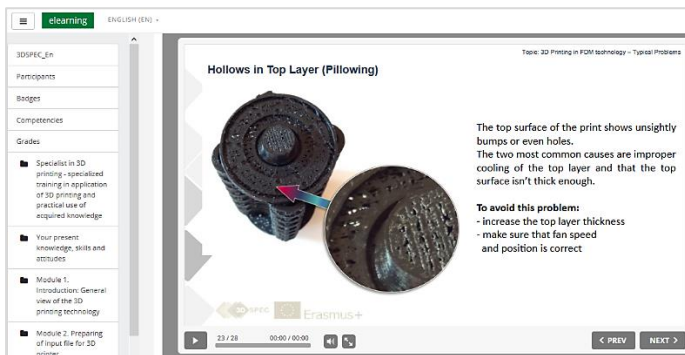 elearning
ENGLISH (EN)
3DSPEC_En
Participants
Badges
Competencies
Grades
Specialist in 3D
printing - specialized
training in application
of 3D printing and
practical use of
acquired knowledge
Your present
knowledge, skills and
attitudes
Module 1.
Introduction: General
view of the 3D
printing technology
Module 2. Preparing
of input file for 3D
printer
Topic: 3D Printing in FDM technology – Typical Problems
Hollows in Top Layer (Pillowing)
The top surface of the print shows unsightly
bumps or even holes.
The two most common causes are improper
cooling of the top layer and that the top
surface isn't thick enough.
To avoid this problem:
- increase the top layer thickness
- make sure that fan speed
and position is correct
3DSPEC
Erasmus+
23 / 28
00:00 / 00:00
< PREV
NEXT >